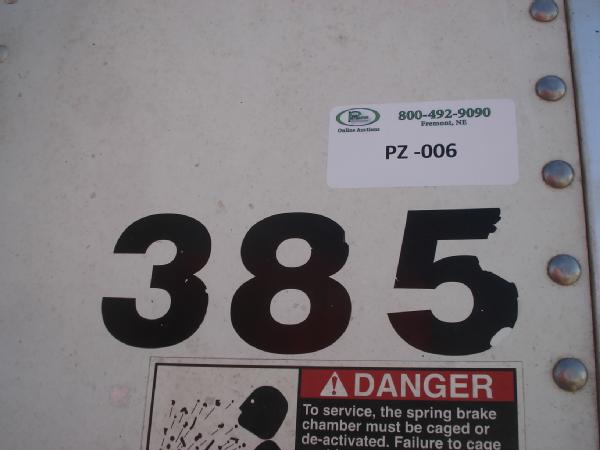 800-492-9090
Fremont, NE
Online Auctions
PZ -006
385
DANGER
To service, the spring brake
chamber must be caged or
de-activated. Failure to cage